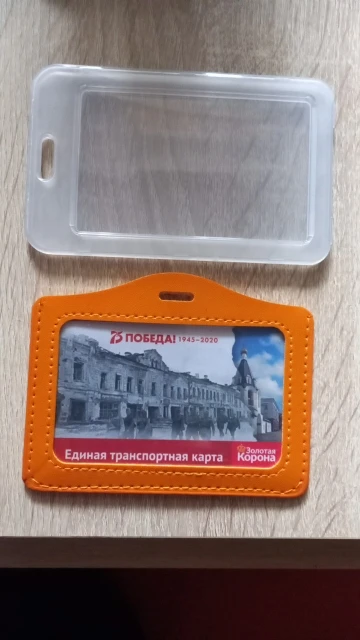 75 ПОБЕДА! 1945-2020
Единая транспортная карта
Золотая
Корона